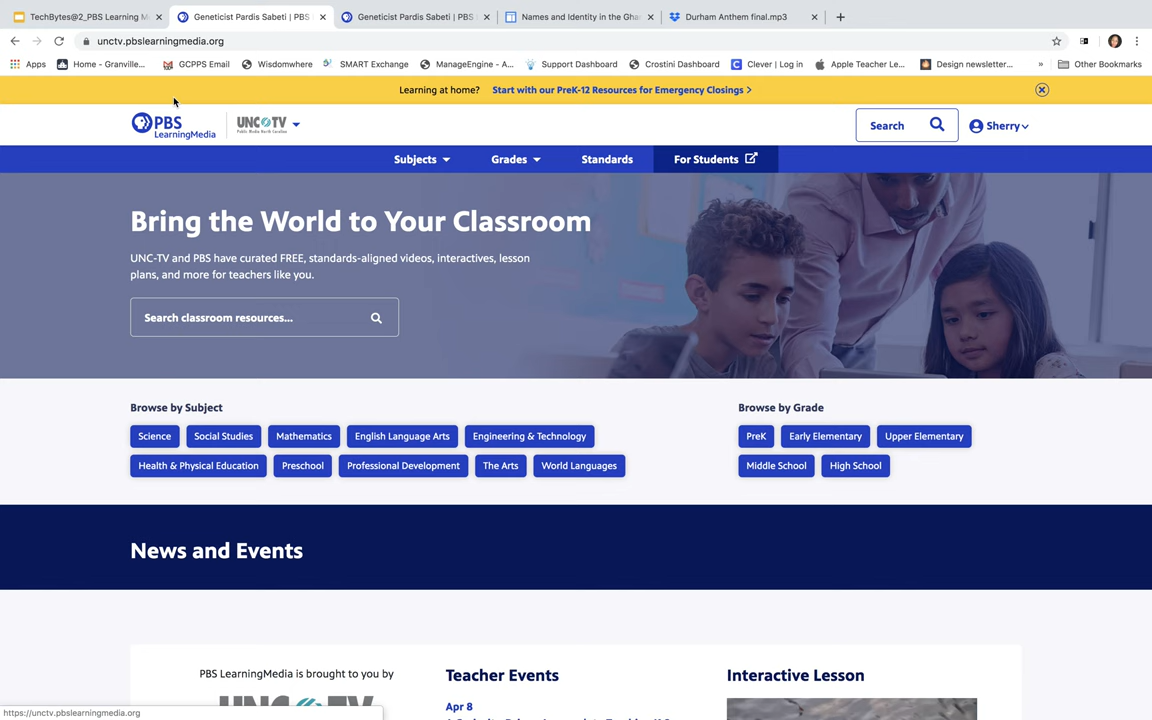 TechBytes@2_PBS Learning M
Geneticist Pardis Sabeti | PBS
Geneticist Pardis Sabeti | PBS
Names and Identity in the Gha
Durham Anthem final.mp3
unctv.pbslearningmedia.org
Apps
Home - Granville...
GCPPS Email
Wisdomwhere
SMART Exchange
ManageEngine - A...
Support Dashboard
Crostini Dashboard
Clever | Log in
Apple Teacher Le...
Design newsletter...
»
Other Bookmarks
Learning at home? Start with our PreK-12 Resources for Emergency Closings >
PBS
LearningMedia
UNC TV
Public Media North Carolina
Search
Sherry
Subjects
Grades
Standards
For Students
Bring the World to Your Classroom
UNC-TV and PBS have curated FREE, standards-aligned videos, interactives, lesson
plans, and more for teachers like you.
Search classroom resources...
Browse by Subject
Science
Social Studies
Mathematics
English Language Arts
Engineering & Technology
Health & Physical Education
Preschool
Professional Development
The Arts
World Languages
Browse by Grade
PreK
Early Elementary
Upper Elementary
Middle School
High School
News and Events
PBS LearningMedia is brought to you by
UNC TV
Teacher Events
Apr 8
Interactive Lesson
https://unctv.pbslearningmedia.org